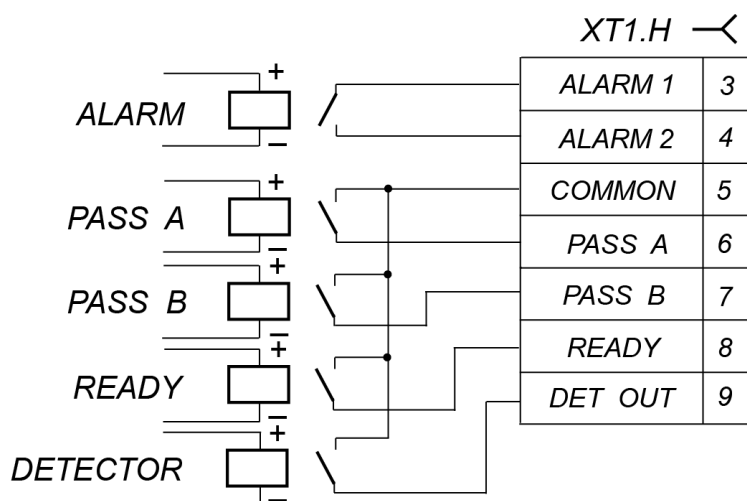 XT1.H
+
ALARM
−
ALARM 1 3
ALARM 2 4
+
PASS A
−
COMMON 5
PASS A 6
+
PASS B
−
PASS B 7
+
READY
−
READY 8
+
DETECTOR
−
DET OUT 9